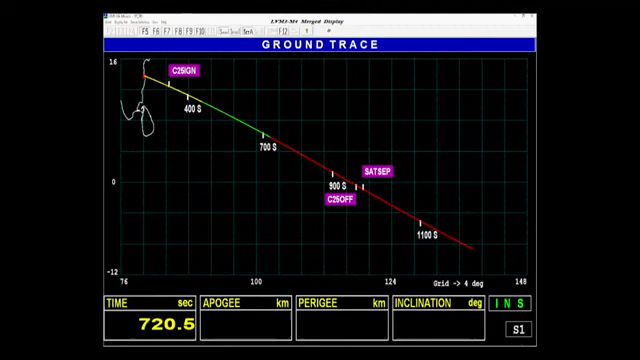 LVM3-M4 Merged Display
F5 F6 F7 F8 F9 F10 F12
GROUND TRACE
16
C25IGN
400 S
700 S
SATSEP
0
900 S
C25OFF
1100 S
-12
76 100 124 148
Grid -> 4 deg
TIME sec APOGEE km PERIGEE km INCLINATION deg INS
720.5
S1